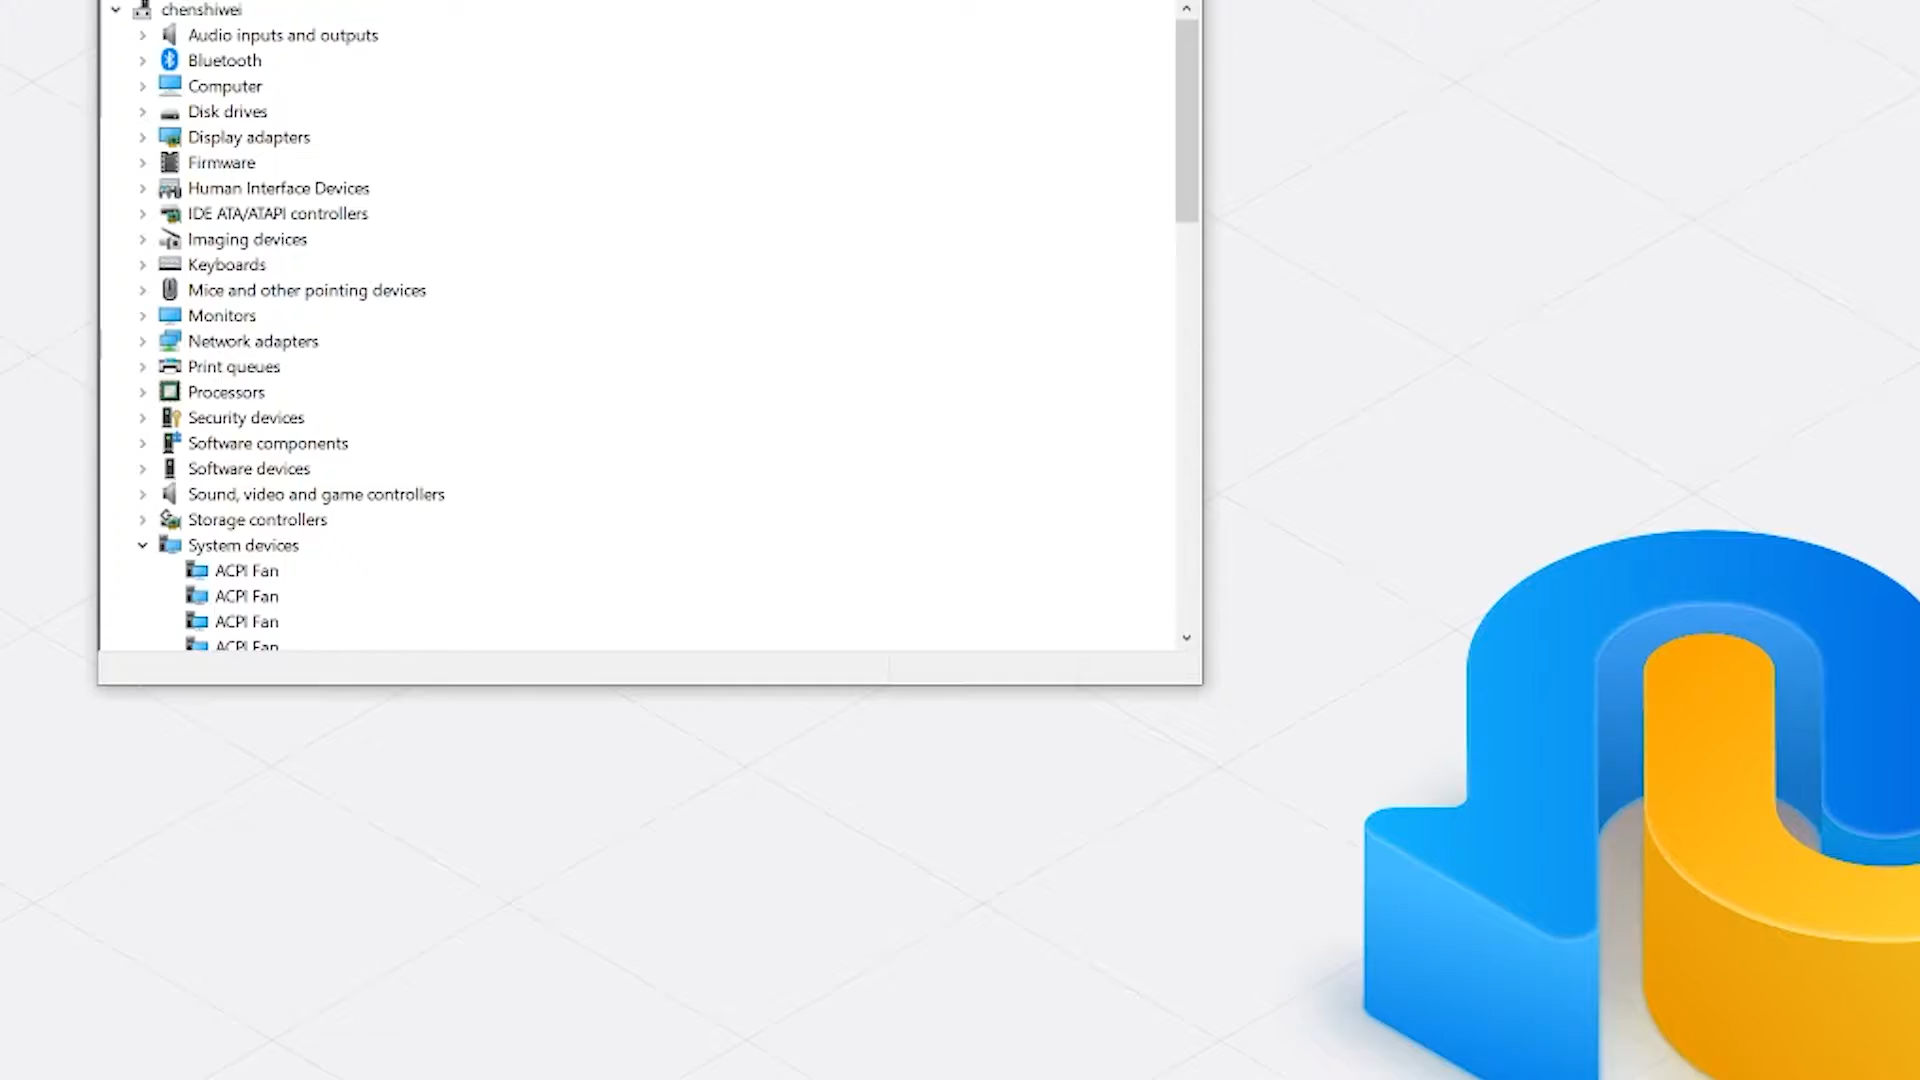 chenshiwei
Audio inputs and outputs
Bluetooth
Computer
Disk drives
Display adapters
Firmware
Human Interface Devices
IDE ATA/ATAPI controllers
Imaging devices
Keyboards
Mice and other pointing devices
Monitors
Network adapters
Print queues
Processors
Security devices
Software components
Software devices
Sound, video and game controllers
Storage controllers
System devices
ACPI Fan
ACPI Fan
ACPI Fan
ACPI Fan